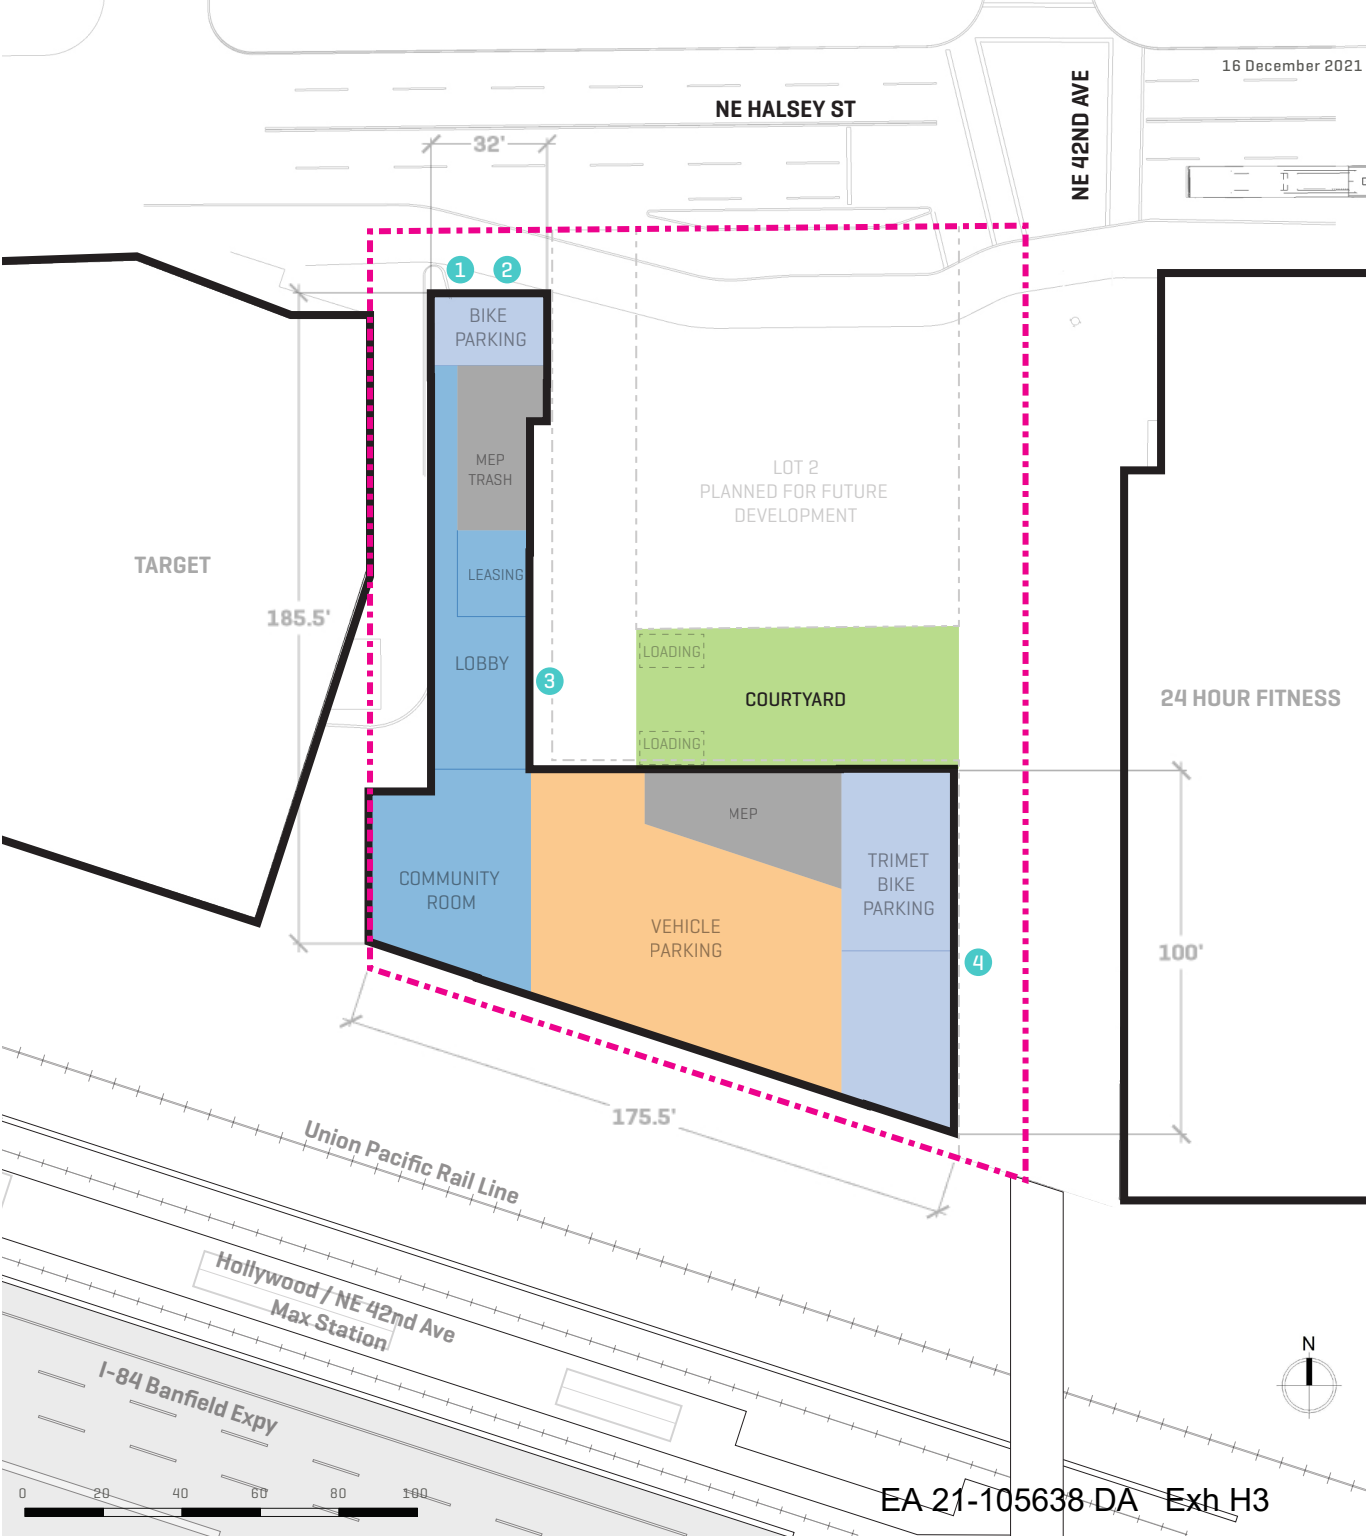 16 December 2021
NE HALSEY ST
NE 42ND AVE
32'
1
2
BIKE
PARKING
MEP
TRASH
LOT 2
PLANNED FOR FUTURE
DEVELOPMENT
TARGET
LEASING
185.5'
LOADING
LOBBY
3
COURTYARD
24 HOUR FITNESS
LOADING
MEP
COMMUNITY
ROOM
TRIMET
BIKE
PARKING
VEHICLE
PARKING
4
100'
175.5'
Union Pacific Rail Line
Hollywood / NE 42nd Ave
Max Station
I-84 Banfield Expy
N
0 20 40 60 80 100
EA 21-105638 DA Exh H3